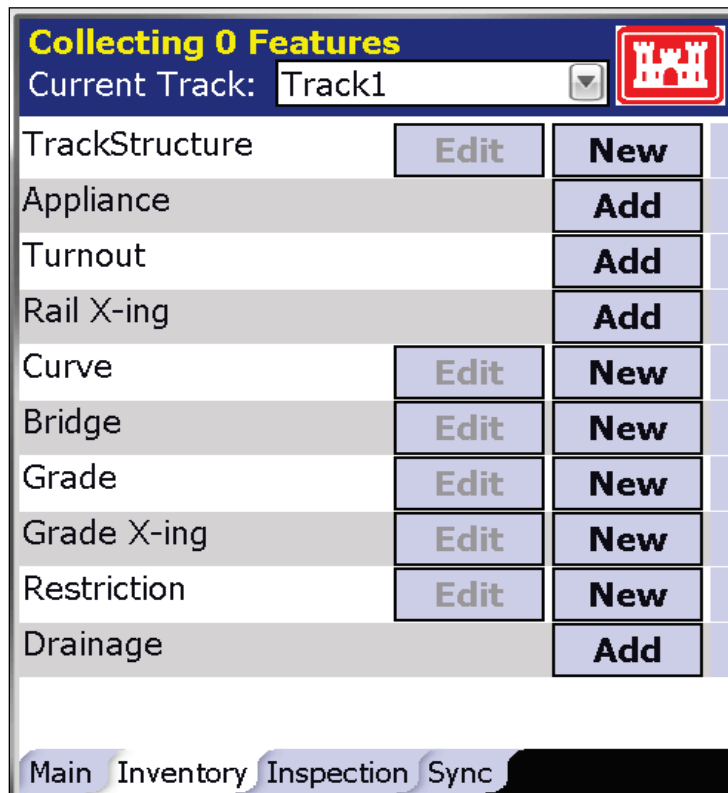 Collecting 0 Features
Current Track: Track1
TrackStructure Edit New
Appliance Add
Turnout Add
Rail X-ing Add
Curve Edit New
Bridge Edit New
Grade Edit New
Grade X-ing Edit New
Restriction Edit New
Drainage Add
Main Inventory Inspection Sync